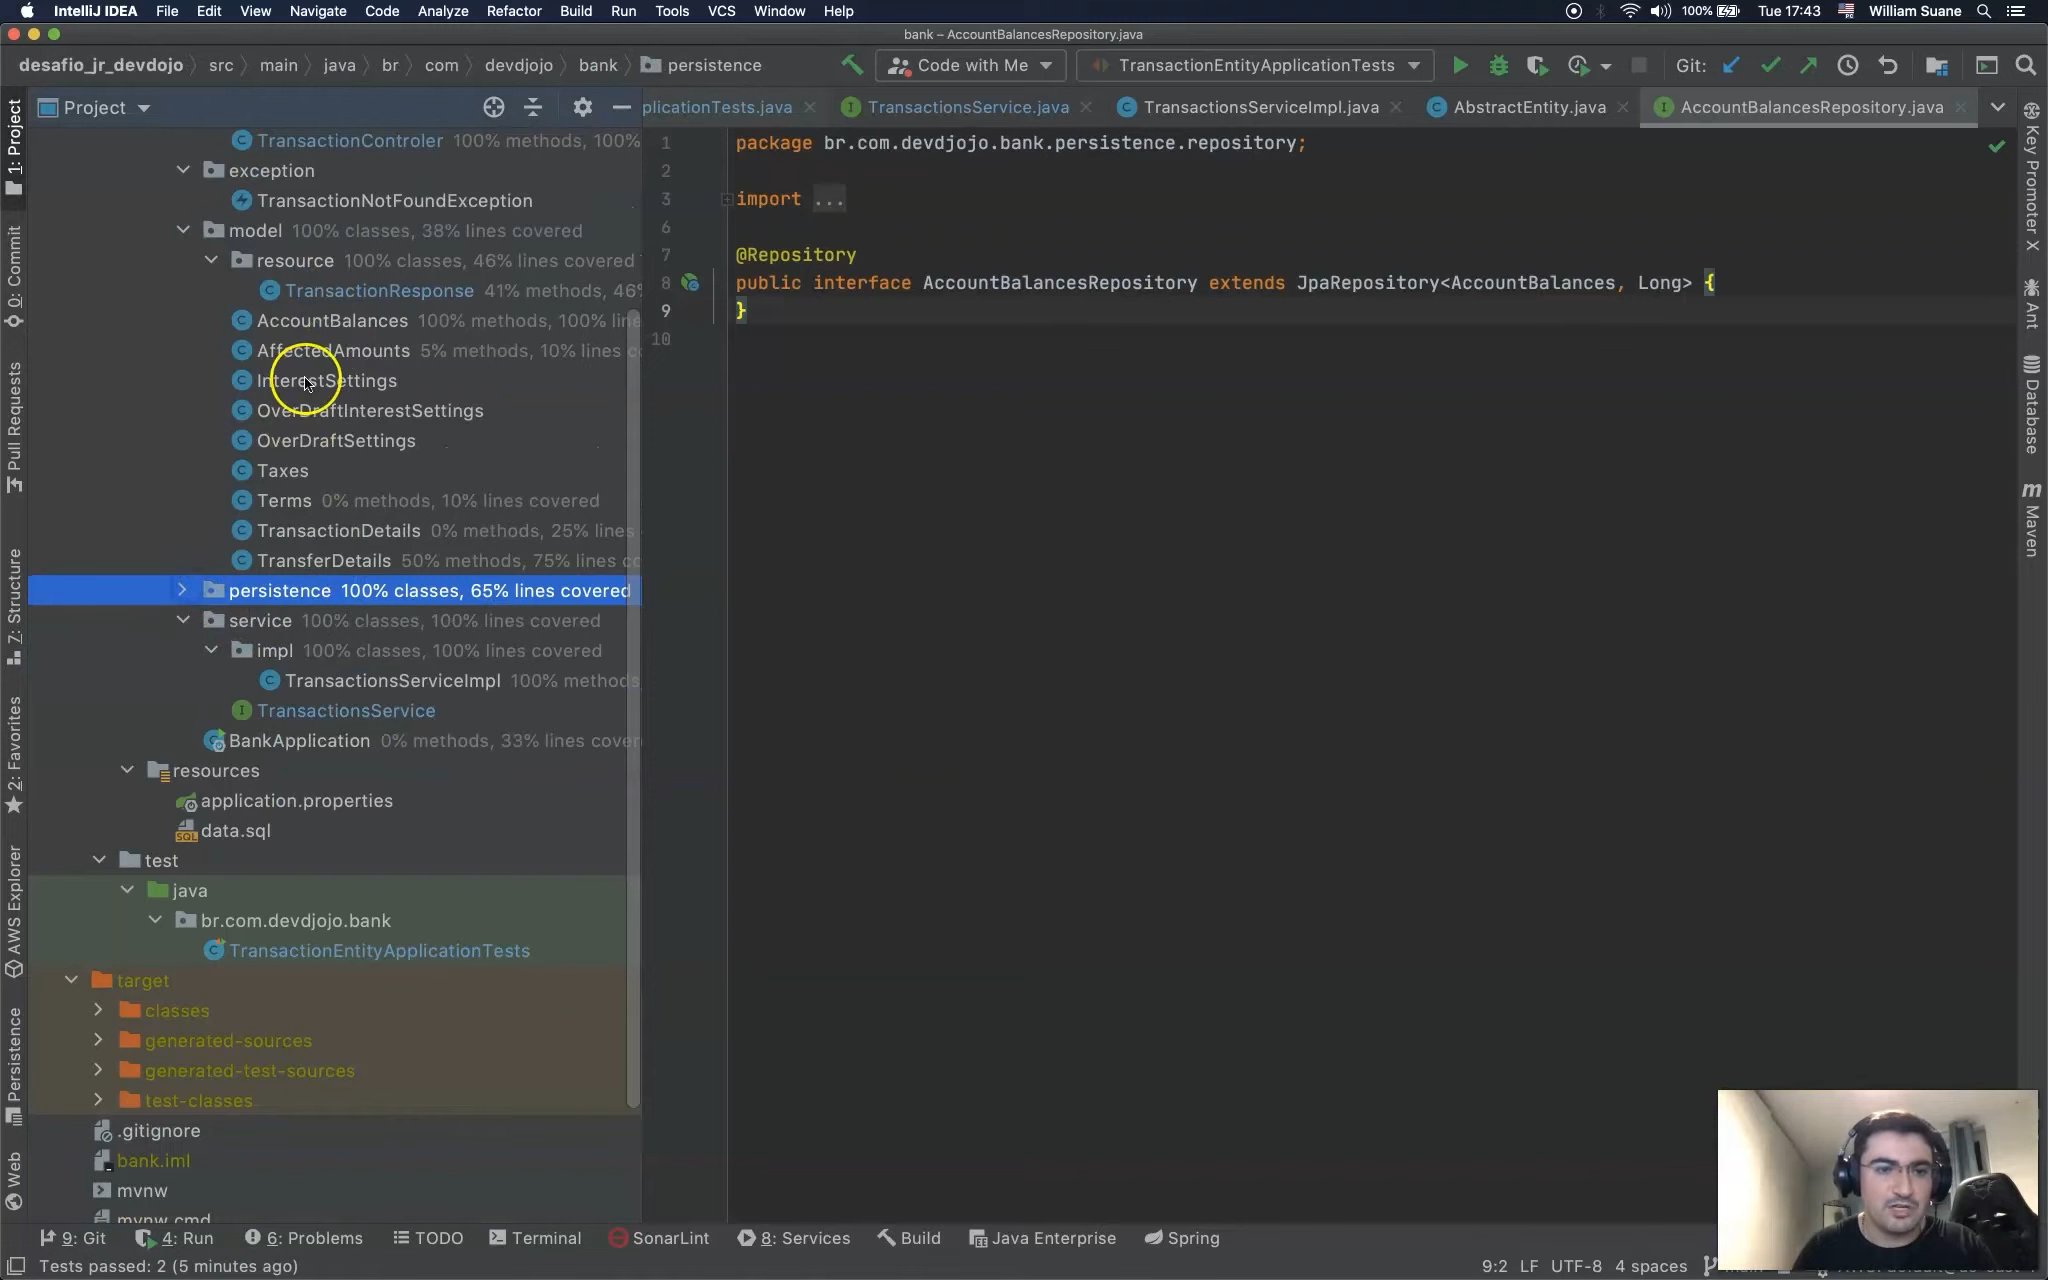 IntelliJ IDEA File Edit View Navigate Code Analyze Refactor Build Run Tools VCS Window Help 100% Tue 17:43 William Suane
bank – AccountBalancesRepository.java
desafio_jr_devdojo src main java br com devdjojo bank persistence Code with Me TransactionEntityApplicationTests Git:
Project
plicationTests.java TransactionsService.java TransactionsServiceImpl.java AbstractEntity.java AccountBalancesRepository.java
1: Project
0: Commit
Pull Requests
7: Structure
2: Favorites
AWS Explorer
Persistence
Web
TransactionControler 100% methods, 100%
exception
TransactionNotFoundException
model 100% classes, 38% lines covered
resource 100% classes, 46% lines covered
TransactionResponse 41% methods, 46%
AccountBalances 100% methods, 100% line
AffectedAmounts 5% methods, 10% lines c
InterestSettings
OverDraftInterestSettings
OverDraftSettings
Taxes
Terms 0% methods, 10% lines covered
TransactionDetails 0% methods, 25% lines
TransferDetails 50% methods, 75% lines co
persistence 100% classes, 65% lines covered
service 100% classes, 100% lines covered
impl 100% classes, 100% lines covered
TransactionsServiceImpl 100% methods
TransactionsService
BankApplication 0% methods, 33% lines cover
resources
application.properties
data.sql
test
java
br.com.devdjojo.bank
TransactionEntityApplicationTests
target
classes
generated-sources
generated-test-sources
test-classes
.gitignore
bank.iml
mvnw
mvnw.cmd
1 package br.com.devdjojo.bank.persistence.repository;
2
3 import ...
6
7 @Repository
8 public interface AccountBalancesRepository extends JpaRepository<AccountBalances, Long> {
9 }
10
Key Promoter X
Ant
Database
Maven
9: Git 4: Run 6: Problems TODO Terminal SonarLint 8: Services Build Java Enterprise Spring
Tests passed: 2 (5 minutes ago) 9:2 LF UTF-8 4 spaces